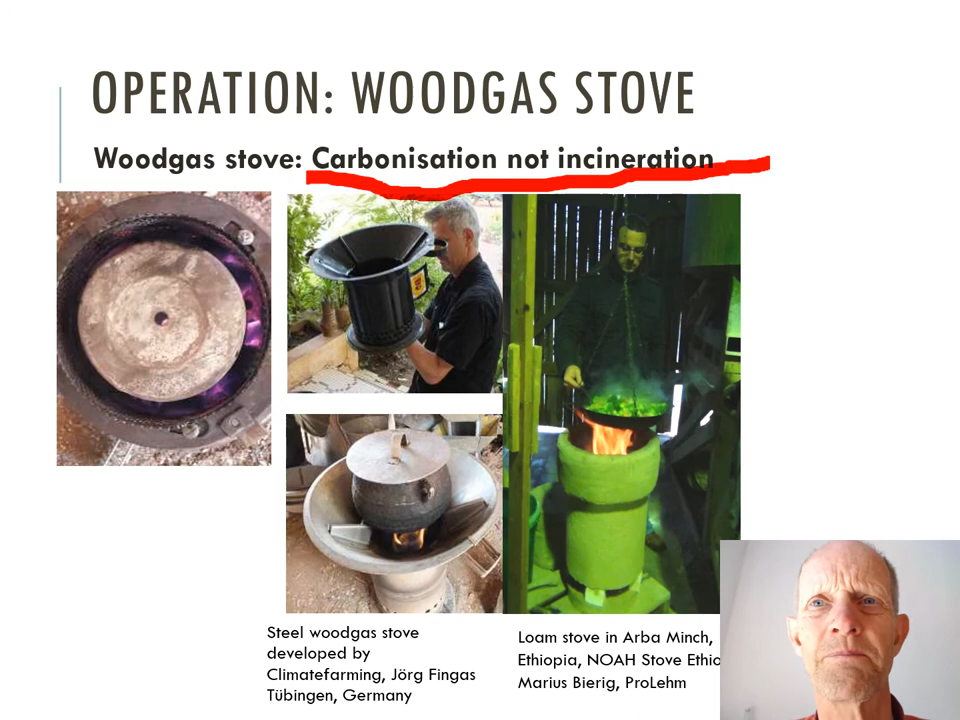 OPERATION: WOODGAS STOVE
Woodgas stove: Carbonisation not incineration
Steel woodgas stove
developed by
Climatefarming, Jörg Fingas
Tübingen, Germany
Loam stove in Arba Minch,
Ethiopia, NOAH Stove Ethio
Marius Bierig, ProLehm